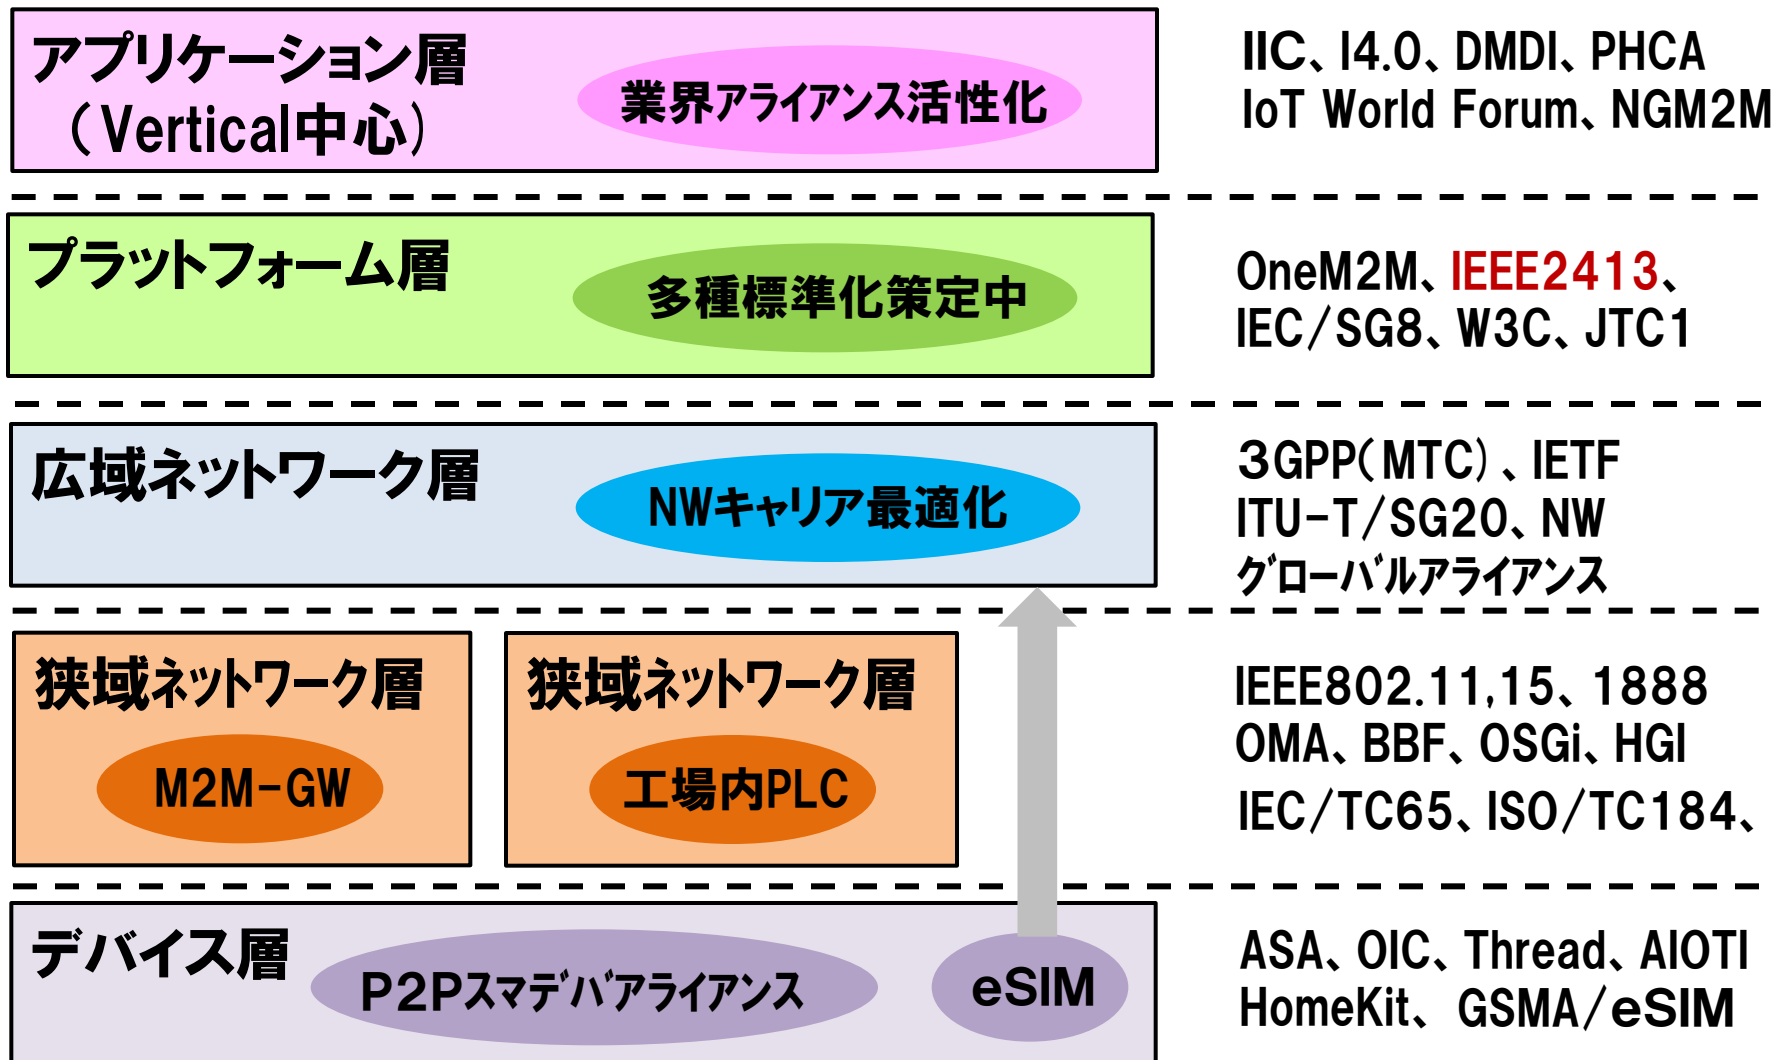 アプリケーション層
（Vertical中心）
業界アライアンス活性化
IIC、I4.0、DMDI、PHCA
IoT World Forum、NGM2M
プラットフォーム層
多種標準化策定中
OneM2M、IEEE2413、
IEC/SG8、W3C、JTC1
広域ネットワーク層
NWキャリア最適化
３GPP(MTC)、IETF
ITU-T/SG20、NW
グローバルアライアンス
狭域ネットワーク層
M2M-GW
狭域ネットワーク層
工場内PLC
IEEE802.11,15、1888
OMA、BBF、OSGi、HGI
IEC/TC65、ISO/TC184、
デバイス層
P2Pスマデバアライアンス
eSIM
ASA、OIC、Thread、AIOTI
HomeKit、GSMA/eSIM